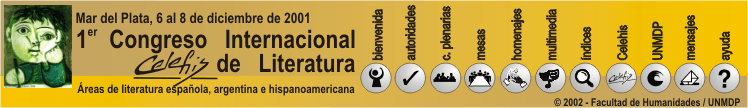 Mar del Plata, 6 al 8 de diciembre de 2001
1er Congreso Internacional
Celehis de Literatura
Áreas de literatura española, argentina e hispanoamericana
bienvenida
autoridades
c. plenarias
mesas
homenajes
multimedia
índices
Celehis
UNMDP
mensajes
ayuda
Celehis
?
© 2002 - Facultad de Humanidades / UNMDP